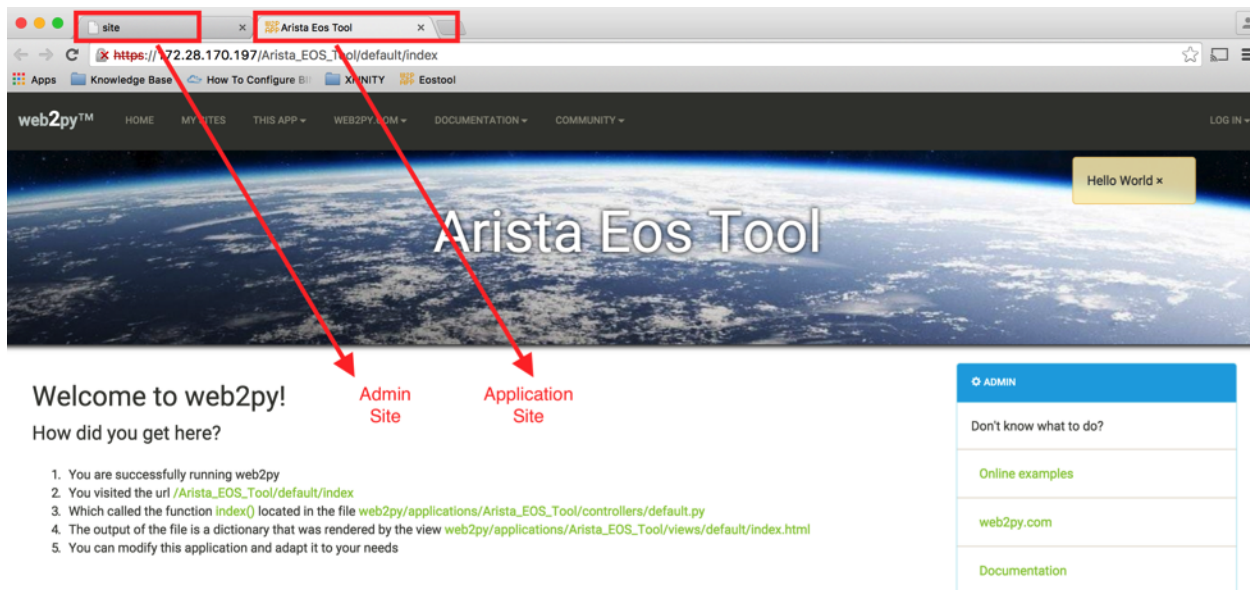 site × Arista Eos Tool ×
https://172.28.170.197/Arista_EOS_Tool/default/index
Apps Knowledge Base How To Configure BI XFINITY Eostool
web2py™ HOME MY SITES THIS APP WEB2PY.COM DOCUMENTATION COMMUNITY LOG IN
Hello World ×
Arista Eos Tool
Welcome to web2py!
How did you get here?
1. You are successfully running web2py
2. You visited the url /Arista_EOS_Tool/default/index
3. Which called the function index() located in the file web2py/applications/Arista_EOS_Tool/controllers/default.py
4. The output of the file is a dictionary that was rendered by the view web2py/applications/Arista_EOS_Tool/views/default/index.html
5. You can modify this application and adapt it to your needs
Admin
Site
Application
Site
ADMIN
Don't know what to do?
Online examples
web2py.com
Documentation